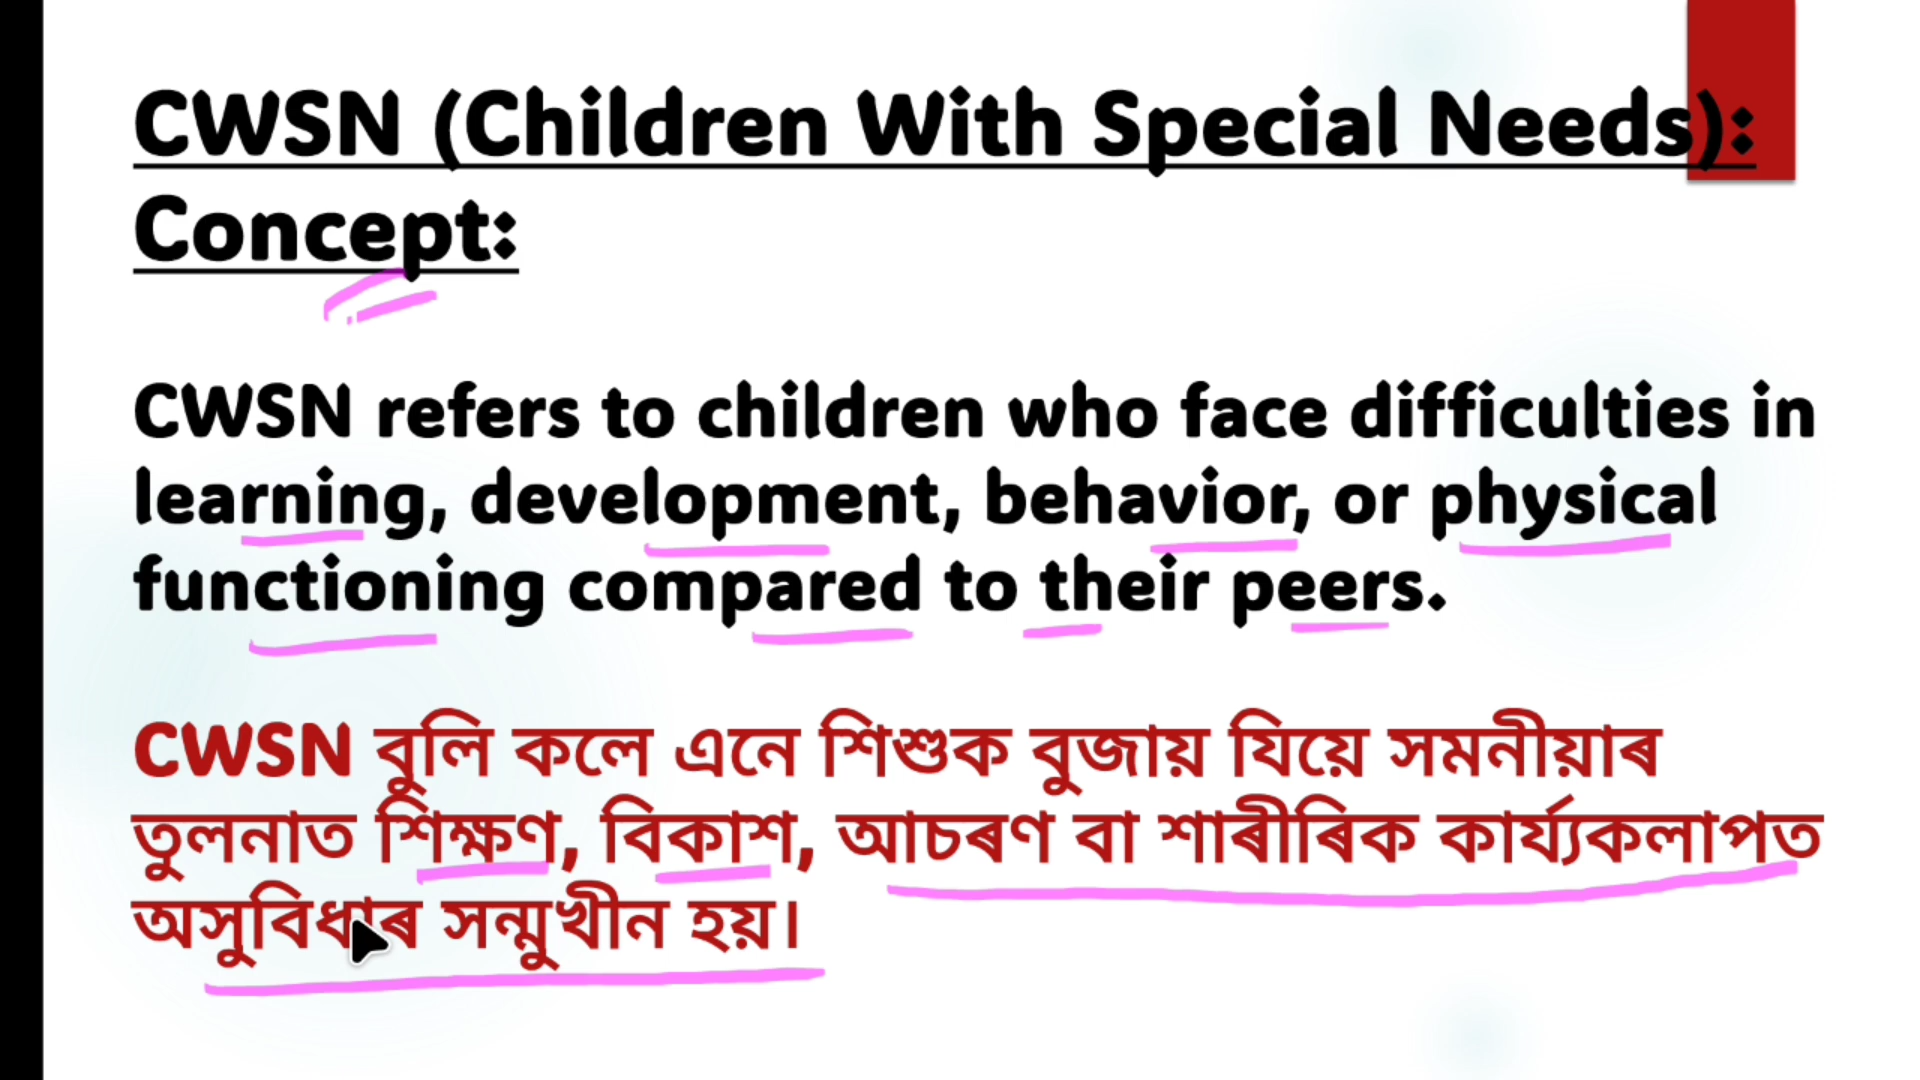 CWSN (Children With Special Needs):
Concept:
CWSN refers to children who face difficulties in
learning, development, behavior, or physical
functioning compared to their peers.
CWSN বুলি কলে এনে শিশুক বুজায় যিয়ে সমনীয়াৰ
তুলনাত শিক্ষণ, বিকাশ, আচৰণ বা শাৰীৰিক কাৰ্য্যকলাপত
অসুবিধাৰ সন্মুখীন হয়।